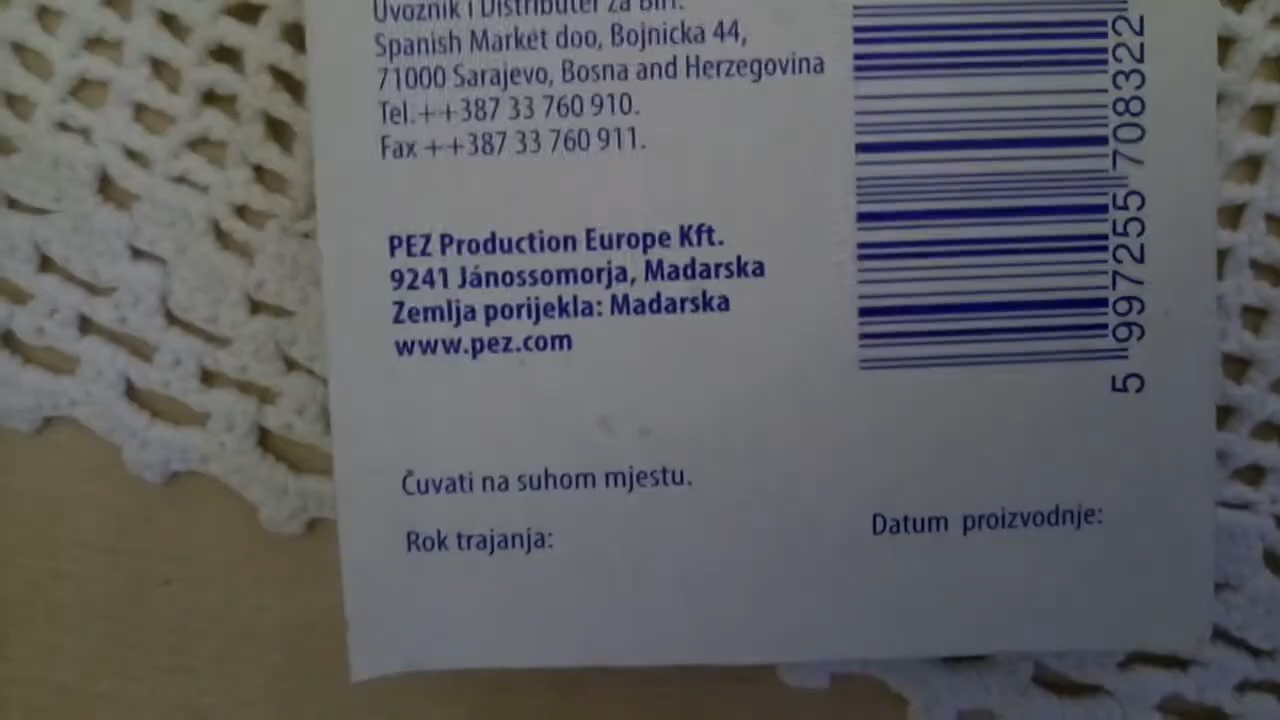 Uvoznik i Distributer za BiH:
Spanish Market doo, Bojnicka 44,
71000 Sarajevo, Bosna and Herzegovina
Tel.++387 33 760 910.
Fax ++387 33 760 911.
PEZ Production Europe Kft.
9241 Jánossomorja, Madarska
Zemlja porijekla: Madarska
www.pez.com
Čuvati na suhom mjestu.
Rok trajanja:
Datum proizvodnje:
5 997255 708322